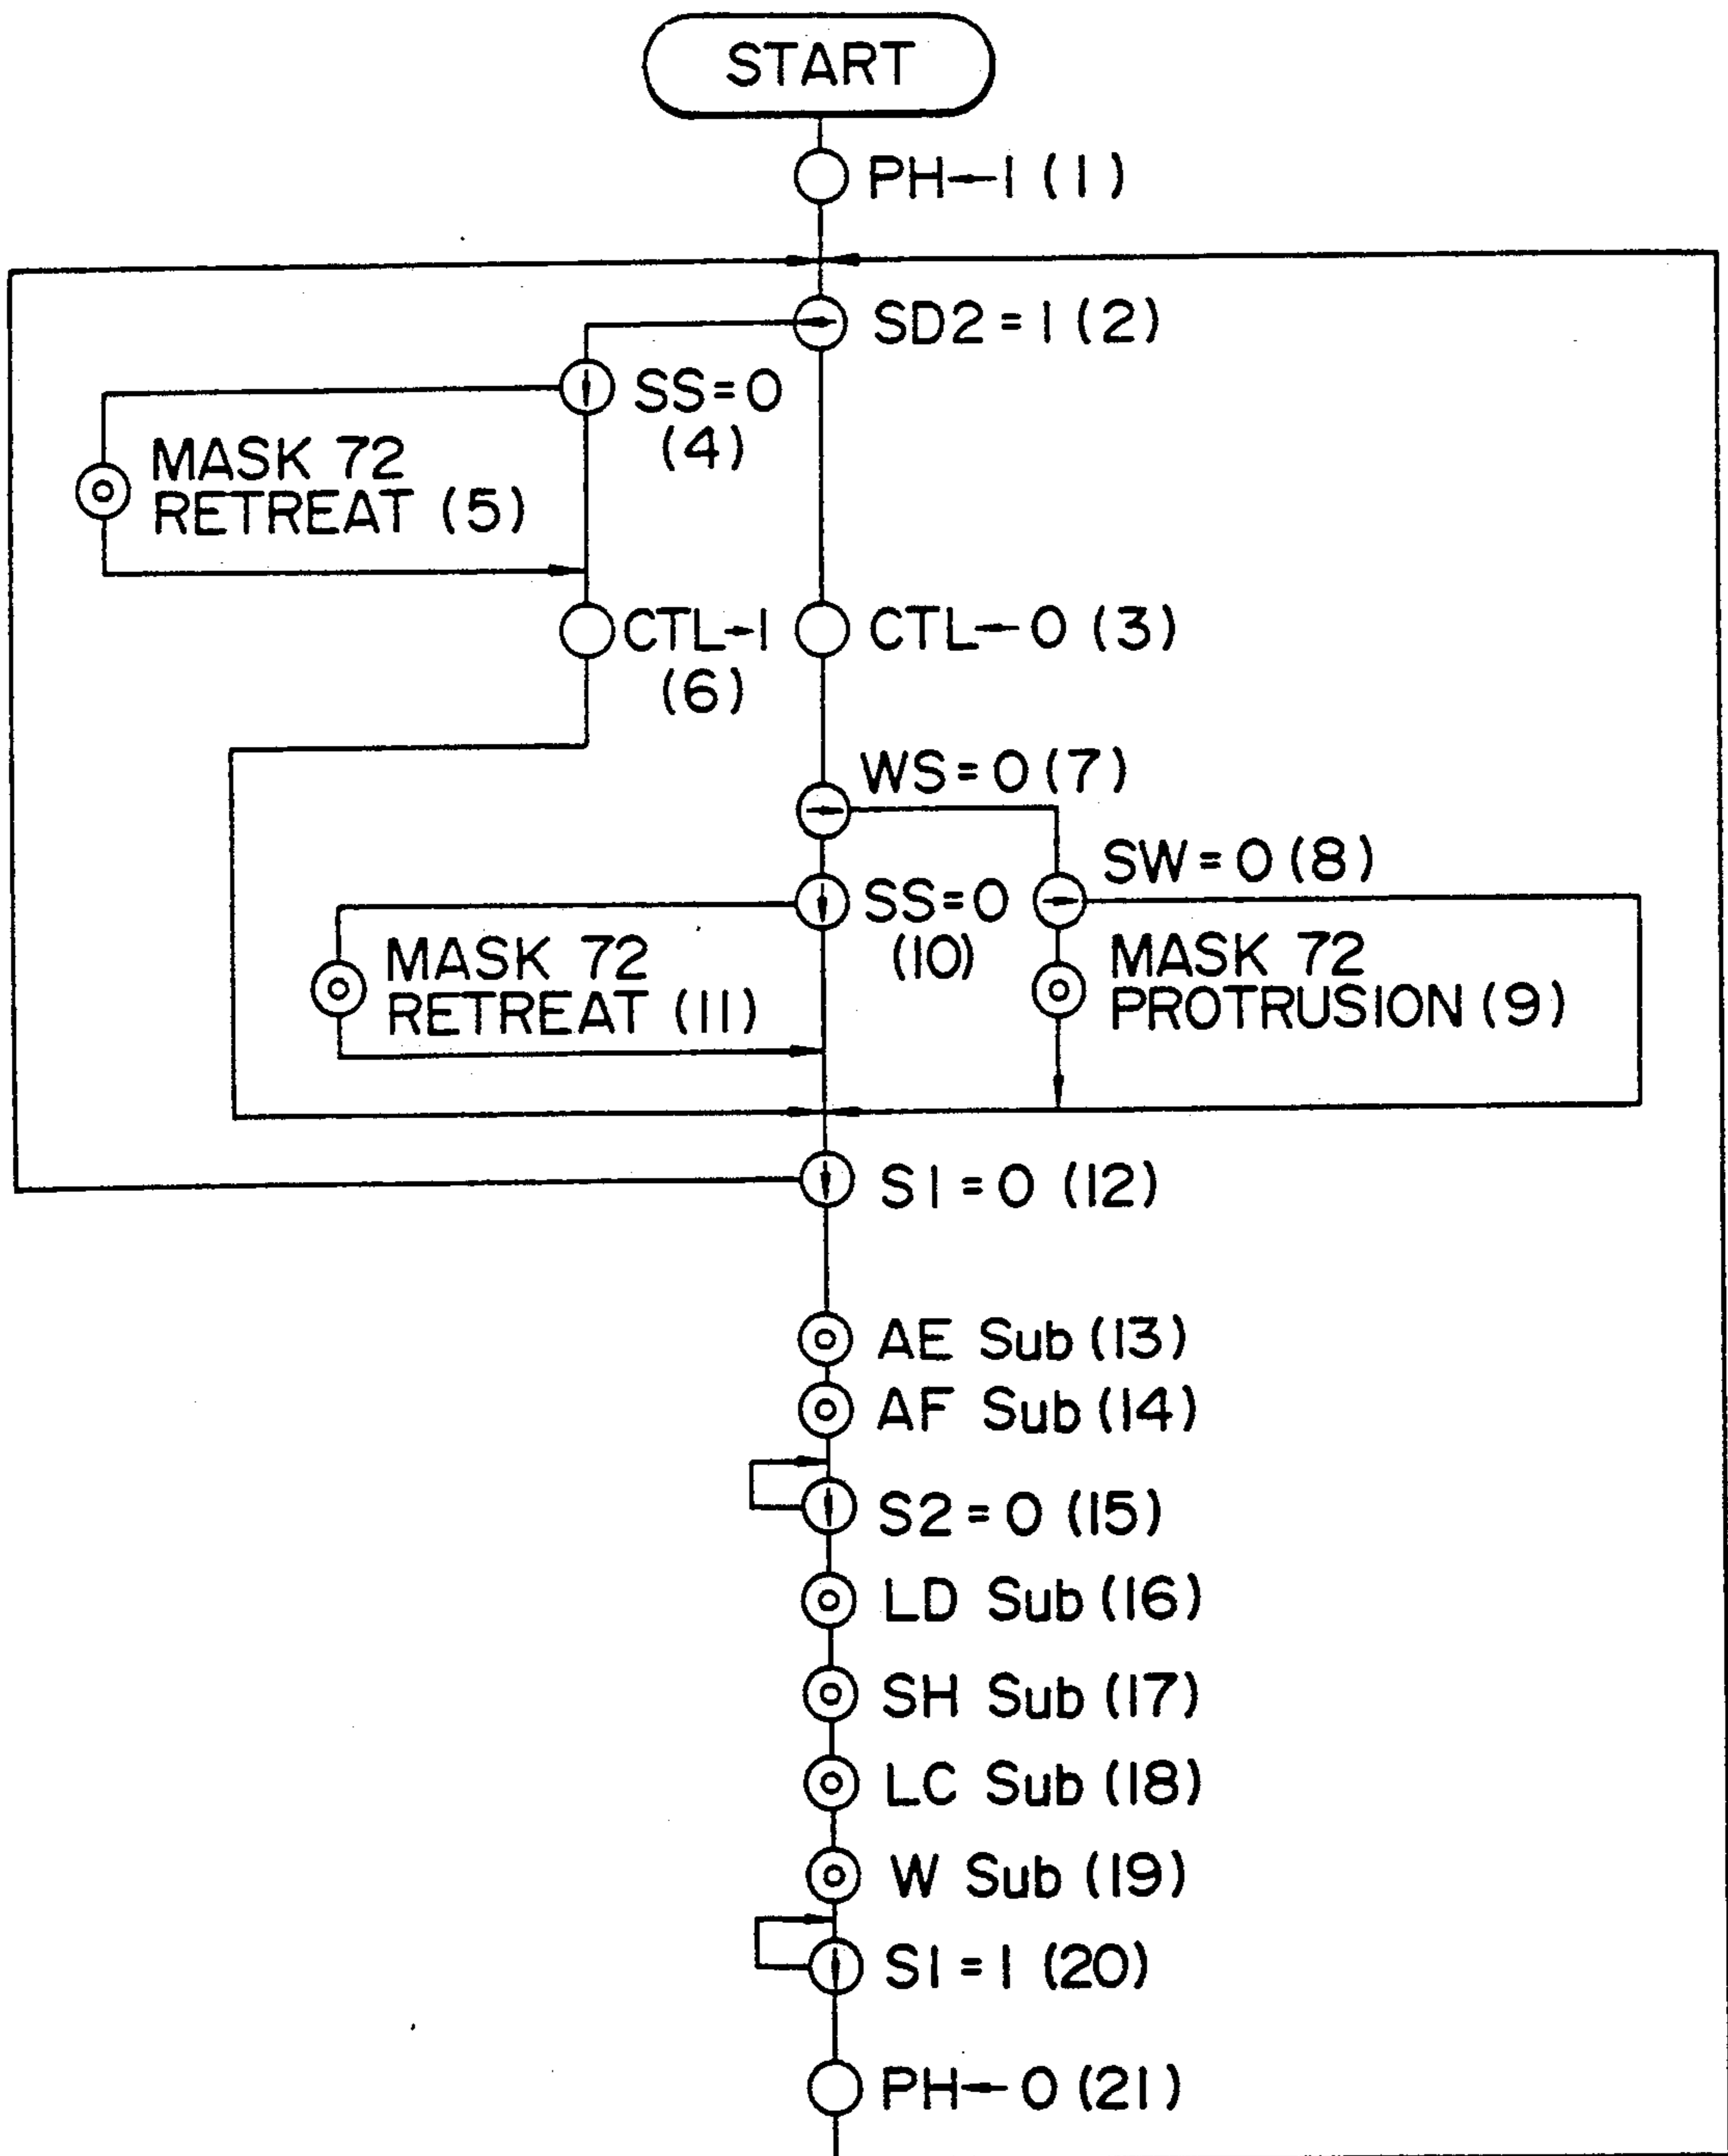 START
PH←1 (1)
SD2=1 (2)
SS=0
(4)
MASK 72
RETREAT (5)
CTL→1
(6)
CTL←0 (3)
WS=0 (7)
SW=0 (8)
SS=0
(10)
MASK 72
RETREAT (11)
MASK 72
PROTRUSION (9)
S1=0 (12)
AE Sub (13)
AF Sub (14)
S2=0 (15)
LD Sub (16)
SH Sub (17)
LC Sub (18)
W Sub (19)
S1=1 (20)
PH←0 (21)